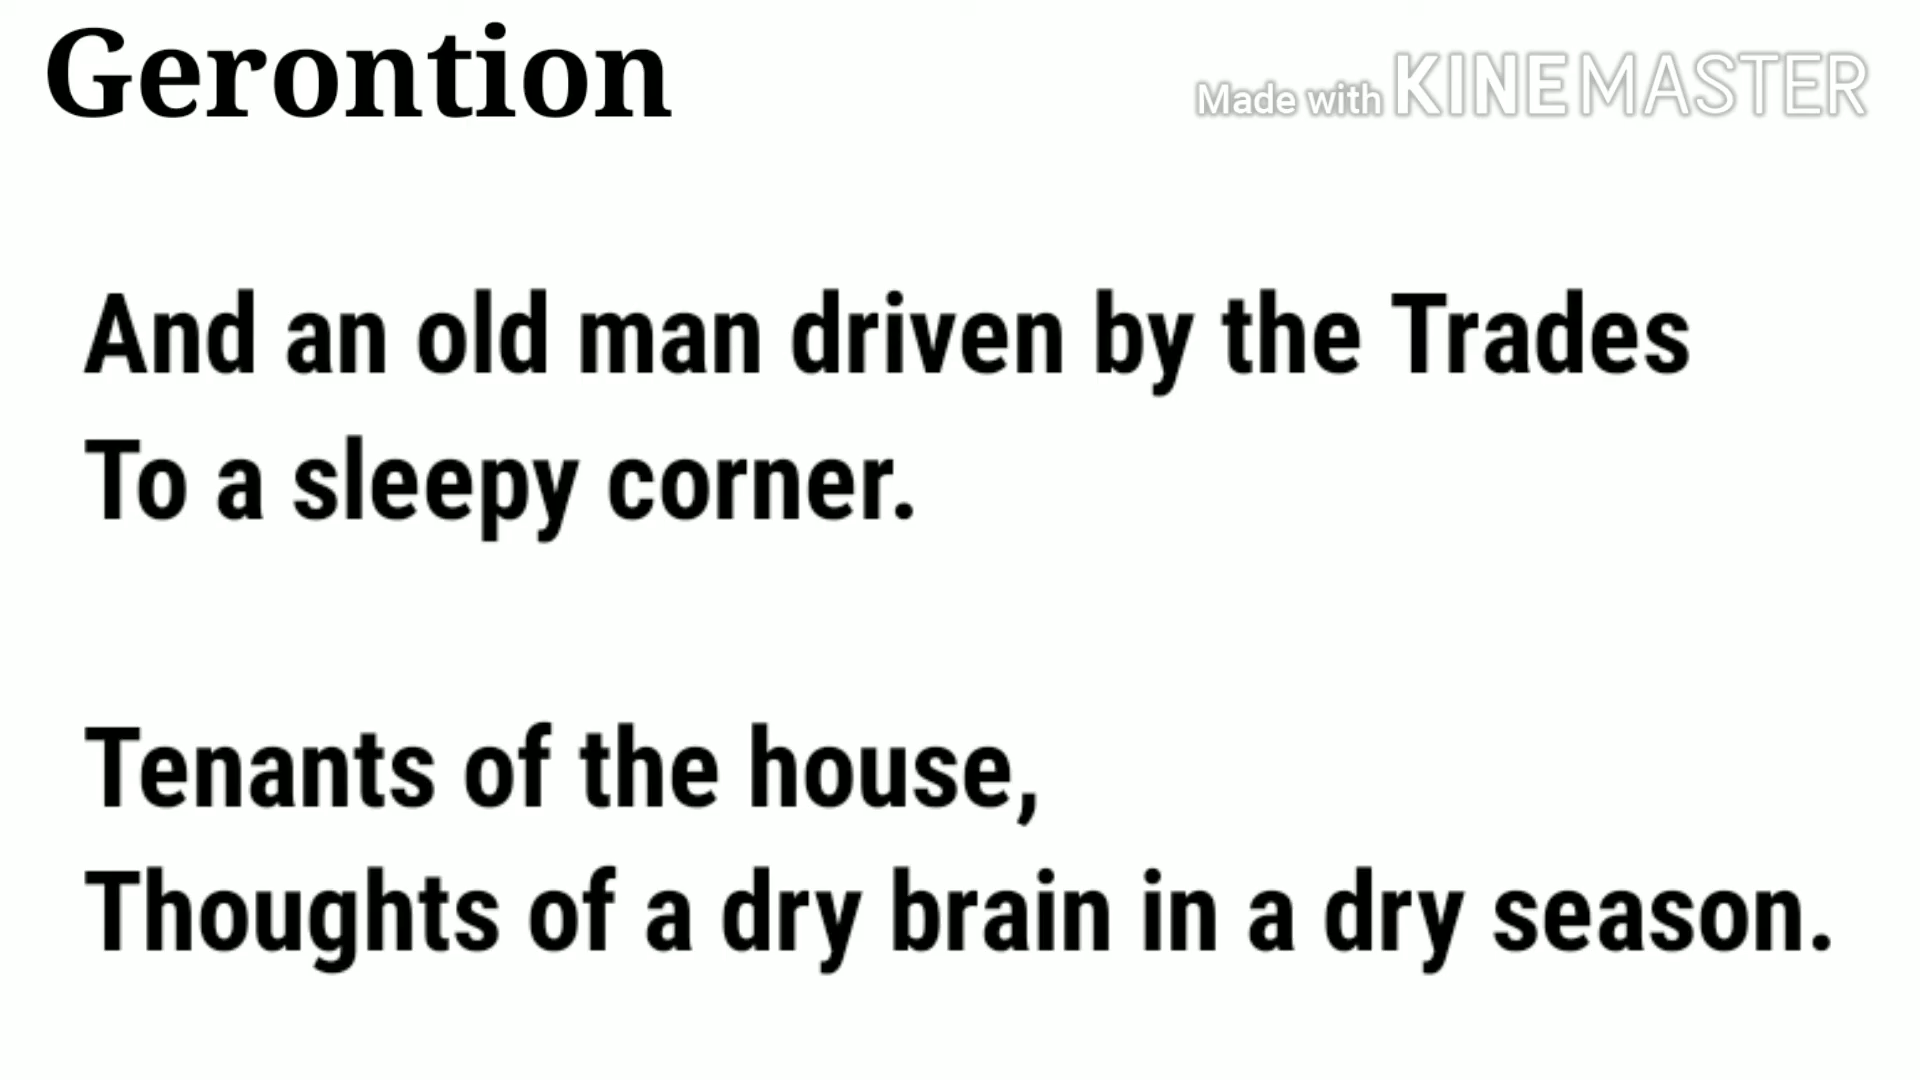 Gerontion
Made with KINEMASTER
And an old man driven by the Trades
To a sleepy corner.
Tenants of the house,
Thoughts of a dry brain in a dry season.